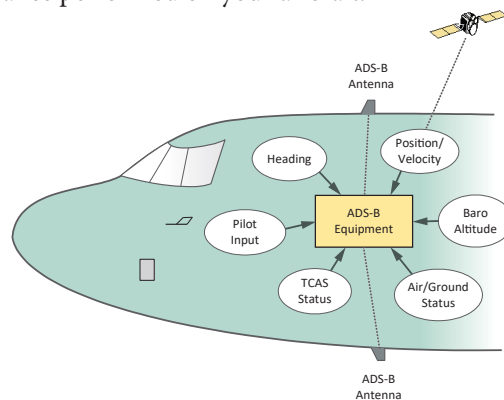 ADS-B
Antenna
Heading
Position/
Velocity
ADS-B
Equipment
Pilot
Input
Baro
Altitude
TCAS
Status
Air/Ground
Status
ADS-B
Antenna